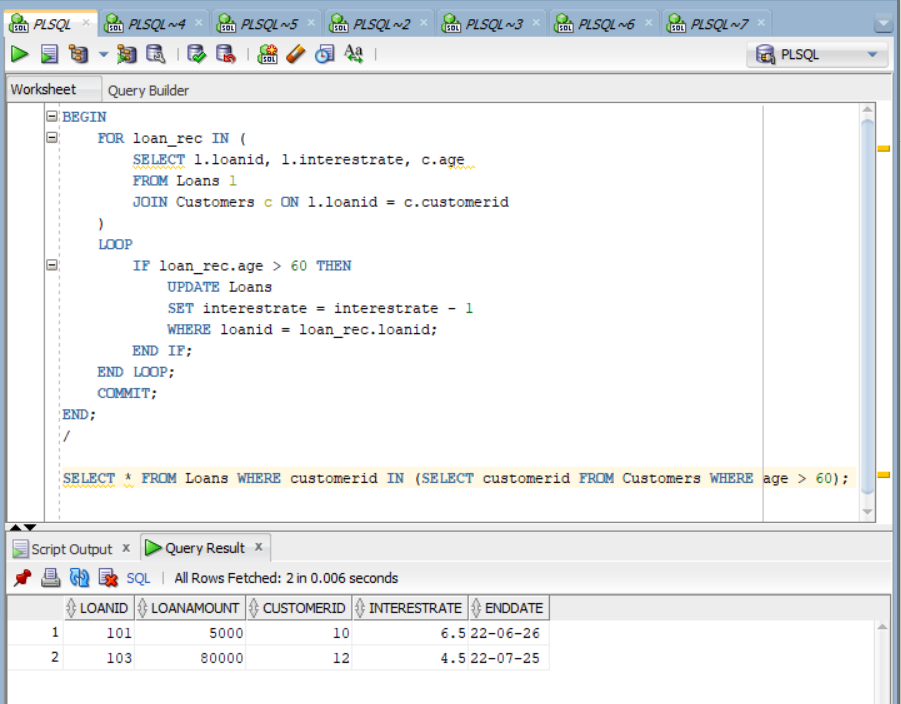 PLSQL × PLSQL~4 × PLSQL~5 × PLSQL~2 × PLSQL~3 × PLSQL~6 × PLSQL~7 ×
PLSQL
Worksheet Query Builder
BEGIN
FOR loan_rec IN (
SELECT l.loanid, l.interestrate, c.age
FROM Loans l
JOIN Customers c ON l.loanid = c.customerid
)
LOOP
IF loan_rec.age > 60 THEN
UPDATE Loans
SET interestrate = interestrate - 1
WHERE loanid = loan_rec.loanid;
END IF;
END LOOP;
COMMIT;
END;
/
SELECT * FROM Loans WHERE customerid IN (SELECT customerid FROM Customers WHERE age > 60);
Script Output × Query Result ×
SQL | All Rows Fetched: 2 in 0.006 seconds
LOANID LOANAMOUNT CUSTOMERID INTERESTRATE ENDDATE
1 101 5000 10 6.5 22-06-26
2 103 80000 12 4.5 22-07-25